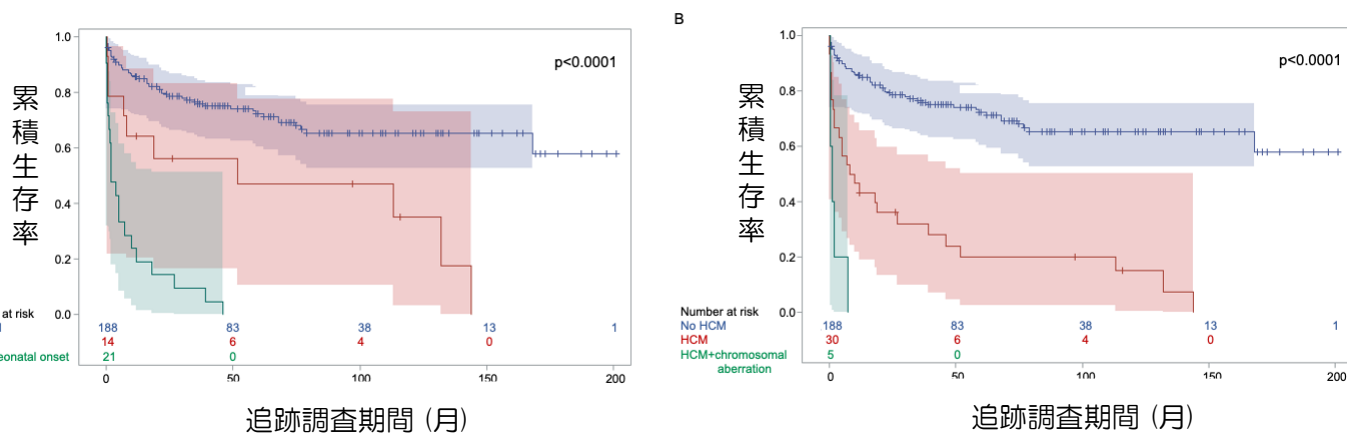 1.0
p<0.0001
0.8
0.6
0.4
0.2
0.0
累積生存率
at risk
188 83 38 13 1
14 6 4 0
neonatal onset 21 0
0 50 100 150 200
追跡調査期間 (月)
B
1.0
p<0.0001
0.8
0.6
0.4
0.2
0.0
累積生存率
Number at risk
No HCM 188 83 38 13 1
HCM 30 6 4 0
HCM+chromosomal 5 0
aberration
0 50 100 150 200
追跡調査期間 (月)